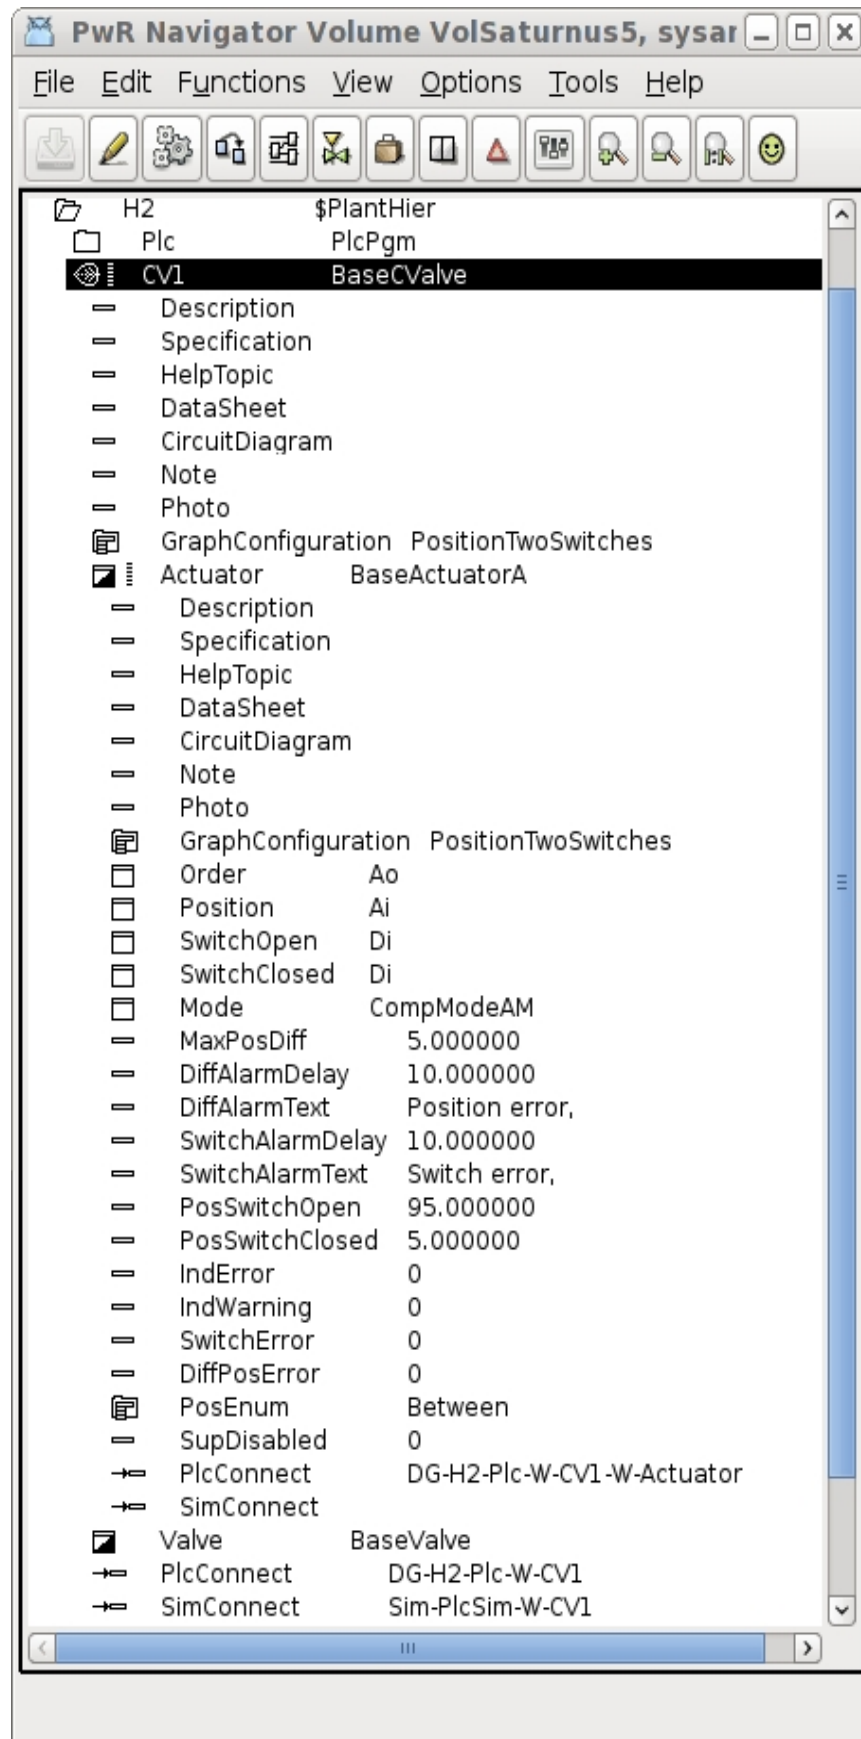 PwR Navigator Volume VolSaturnus5, sysar
File Edit Functions View Options Tools Help
H2 $PlantHier
Plc PlcPgm
CV1 BaseCValve
Description
Specification
HelpTopic
DataSheet
CircuitDiagram
Note
Photo
GraphConfiguration PositionTwoSwitches
Actuator BaseActuatorA
Description
Specification
HelpTopic
DataSheet
CircuitDiagram
Note
Photo
GraphConfiguration PositionTwoSwitches
Order Ao
Position Ai
SwitchOpen Di
SwitchClosed Di
Mode CompModeAM
MaxPosDiff 5.000000
DiffAlarmDelay 10.000000
DiffAlarmText Position error,
SwitchAlarmDelay 10.000000
SwitchAlarmText Switch error,
PosSwitchOpen 95.000000
PosSwitchClosed 5.000000
IndError 0
IndWarning 0
SwitchError 0
DiffPosError 0
PosEnum Between
SupDisabled 0
PlcConnect DG-H2-Plc-W-CV1-W-Actuator
SimConnect
Valve BaseValve
PlcConnect DG-H2-Plc-W-CV1
SimConnect Sim-PlcSim-W-CV1